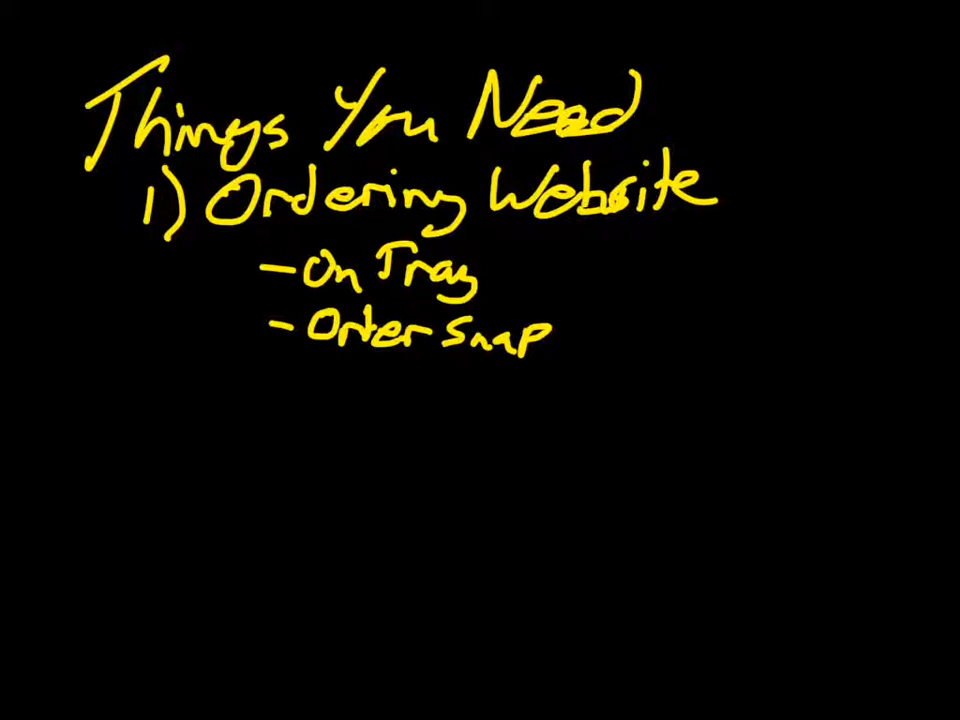 Things You Need
1) Ordering Website
- On Tray
- Order Snap